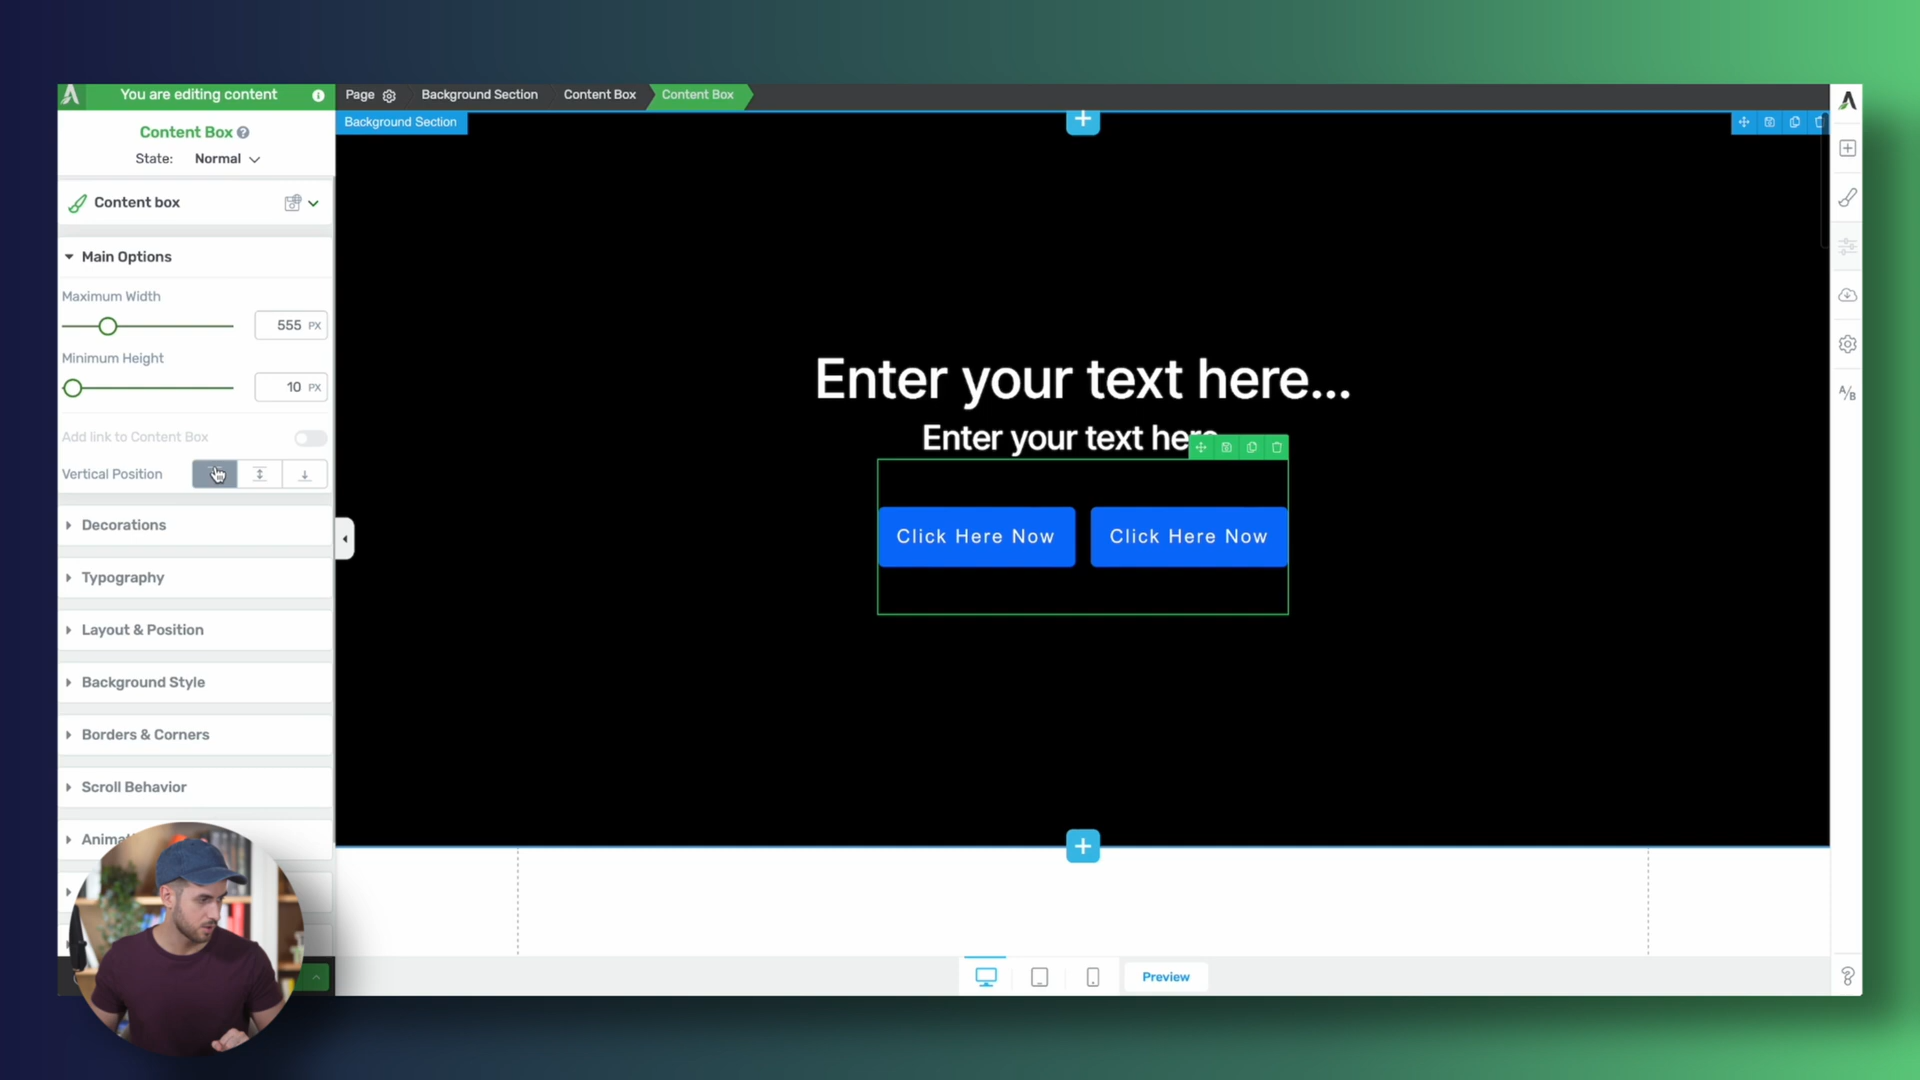 You are editing content
Page
Background Section
Content Box
Content Box
Background Section
Content Box
State: Normal
Content box
Main Options
Maximum Width
555 PX
Minimum Height
10 PX
Add link to Content Box
Vertical Position
Decorations
Typography
Layout & Position
Background Style
Borders & Corners
Scroll Behavior
Enter your text here...
Enter your text
Click Here Now
Click Here Now
A/B
Preview